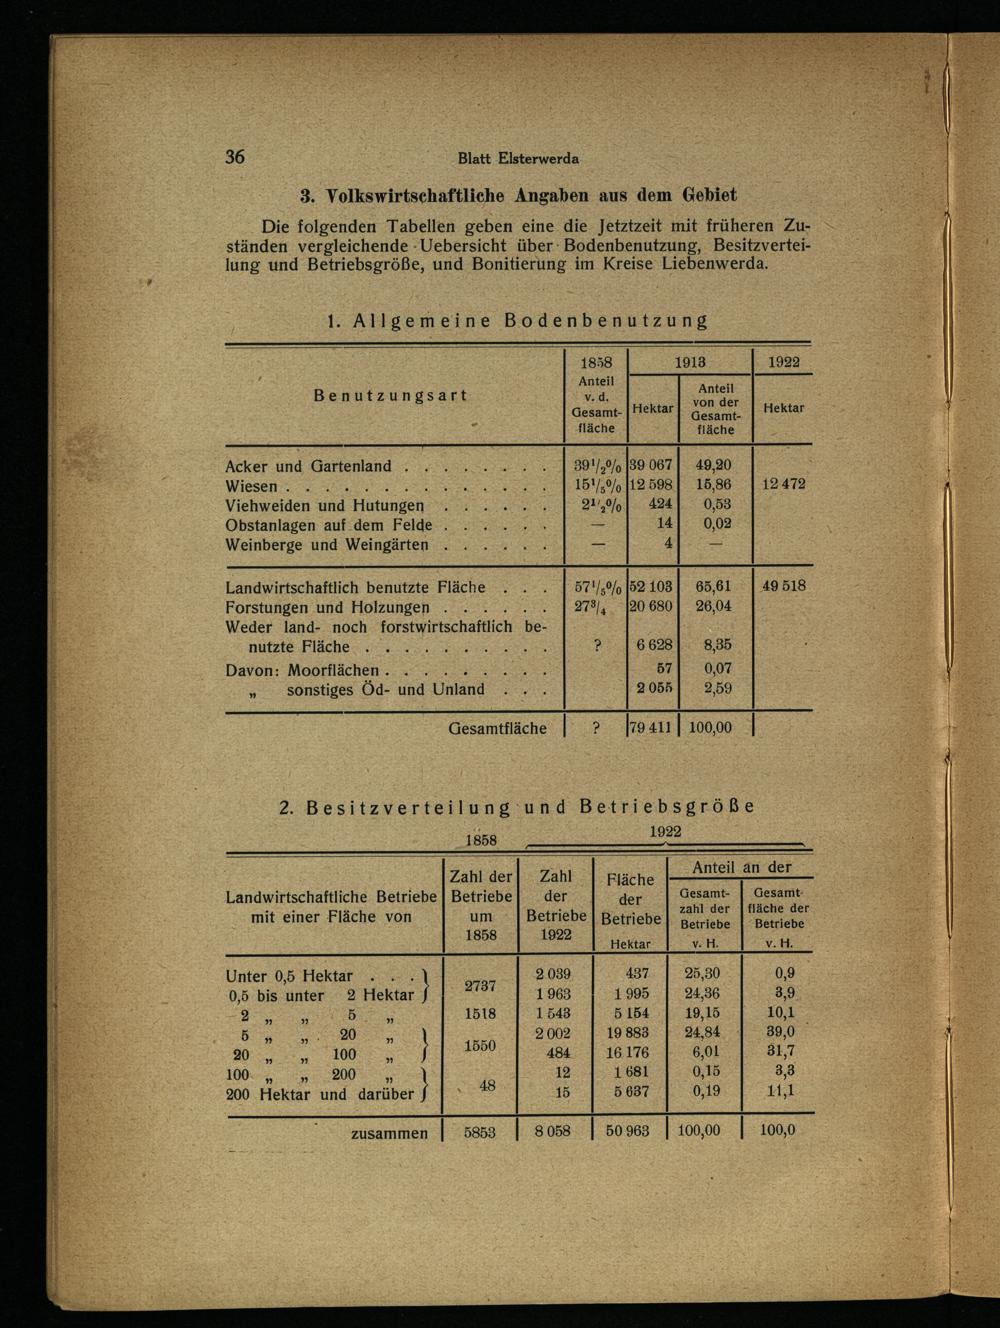 36 Blatt Elsterwerda
3. Volkswirtschaftliche Angaben aus dem Gebiet
Die folgenden Tabellen geben eine die Jetztzeit mit früheren Zu-
ständen vergleichende Uebersicht über Bodenbenutzung, Besitzvertei-
lung und Betriebsgröße, und Bonitierung im Kreise Liebenwerda.
1. Allgemeine Bodenbenutzung
Benutzungsart | 1858 Anteil v. d. Gesamt-fläche | 1913 Hektar | 1913 Anteil von der Gesamt-fläche | 1922 Hektar
Acker und Gartenland . . . . . . . . 39 1/2% 39 067 49,20
Wiesen . . . . . . . . . . . . . . 15 1/5% 12 598 15,86 12 472
Viehweiden und Hutungen . . . . . . 2 1/2% 424 0,53
Obstanlagen auf dem Felde . . . . . . — 14 0,02
Weinberge und Weingärten . . . . . . — 4 —
Landwirtschaftlich benutzte Fläche . . . 57 1/5% 52 103 65,61 49 518
Forstungen und Holzungen . . . . . . 27 3/4 20 680 26,04
Weder land- noch forstwirtschaftlich be-
nutzte Fläche . . . . . . . . . . ? 6 628 8,35
Davon: Moorflächen . . . . . . . . . 57 0,07
„ sonstiges Öd- und Unland . . . 2 055 2,59
Gesamtfläche ? 79 411 100,00
2. Besitzverteilung und Betriebsgröße
1858 1922
Landwirtschaftliche Betriebe mit einer Fläche von | Zahl der Betriebe um 1858 | Zahl der Betriebe 1922 | Fläche der Betriebe Hektar | Anteil an der Gesamt-zahl der Betriebe v. H. | Gesamt-fläche der Betriebe v. H.
Unter 0,5 Hektar . . . } 2737 2 039 437 25,30 0,9
0,5 bis unter 2 Hektar } 1 963 1 995 24,36 3,9
2 „ „ 5 „ 1518 1 543 5 154 19,15 10,1
5 „ „ 20 „ } 1550 2 002 19 883 24,84 39,0
20 „ „ 100 „ } 484 16 176 6,01 31,7
100 „ „ 200 „ } 48 12 1 681 0,15 3,3
200 Hektar und darüber } 15 5 637 0,19 11,1
zusammen 5853 8 058 50 963 100,00 100,0